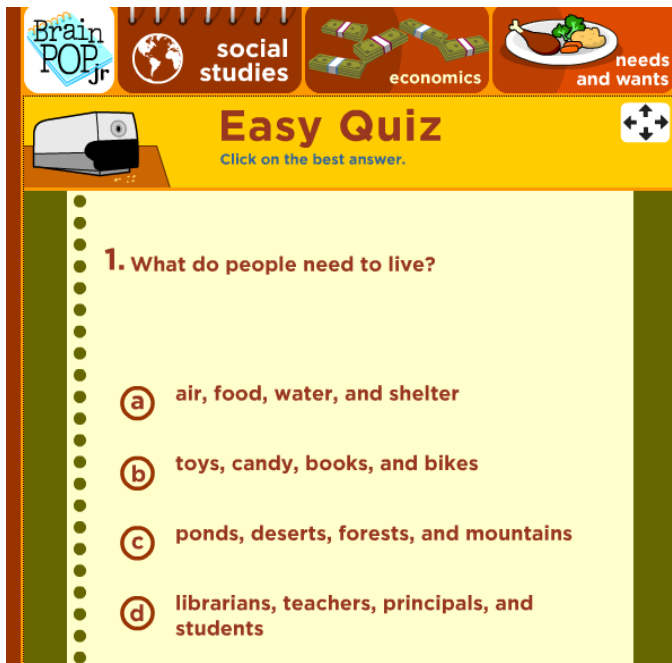 Brain
POP jr
social
studies
economics
needs
and wants
Easy Quiz
Click on the best answer.
1. What do people need to live?
a air, food, water, and shelter
b toys, candy, books, and bikes
c ponds, deserts, forests, and mountains
d librarians, teachers, principals, and
students